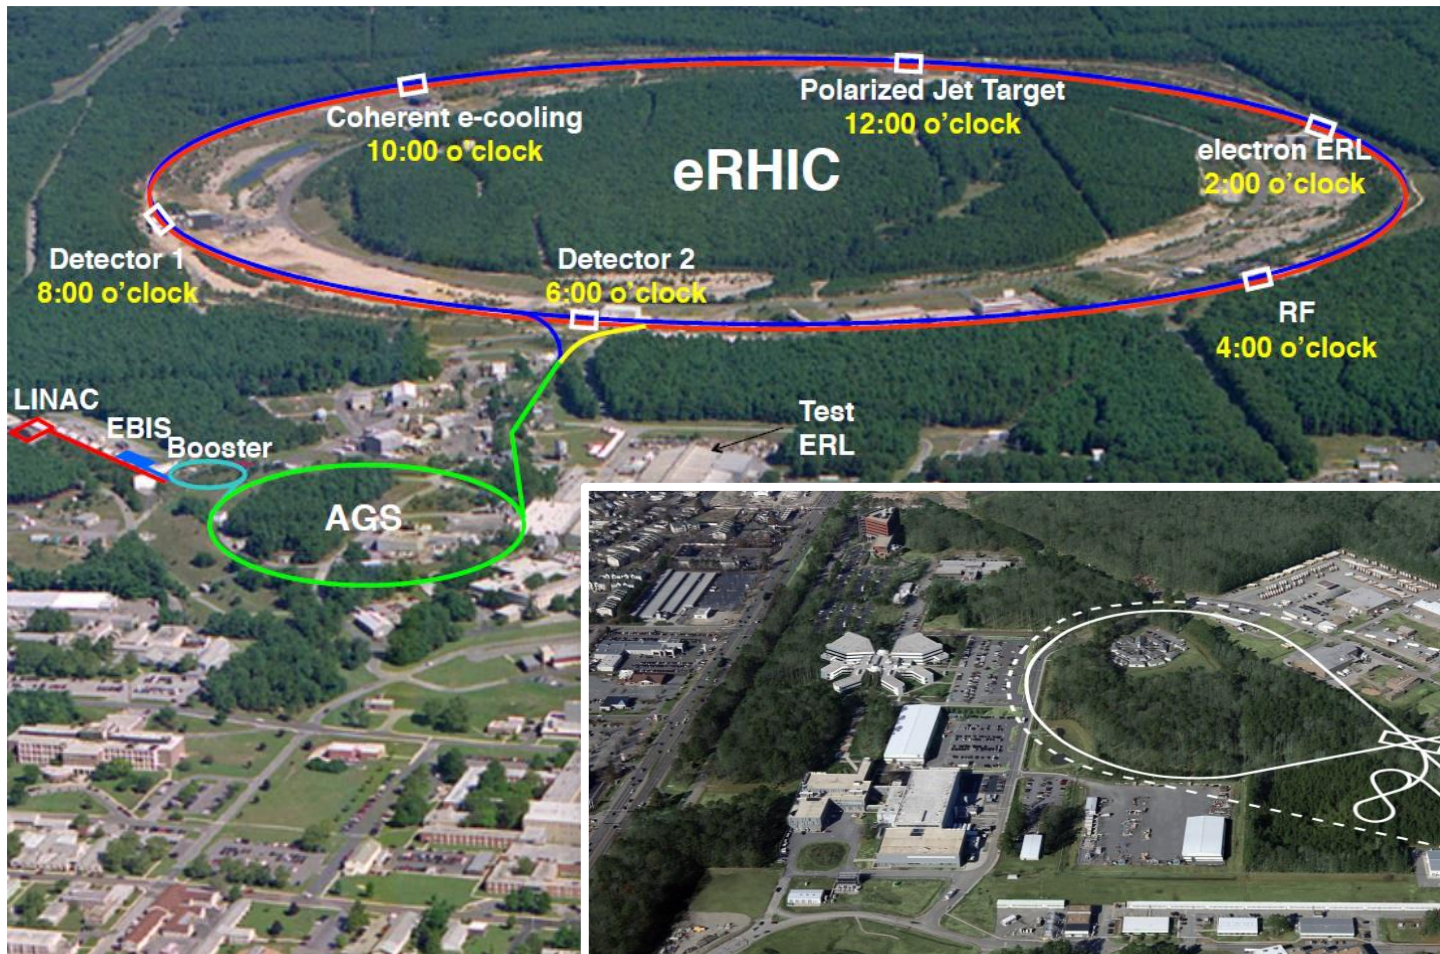 Polarized Jet Target
12:00 o’clock
Coherent e-cooling
10:00 o’clock
eRHIC
electron ERL
2:00 o’clock
Detector 1
8:00 o’clock
Detector 2
6:00 o’clock
RF
4:00 o’clock
LINAC
EBIS
Booster
Test
ERL
AGS